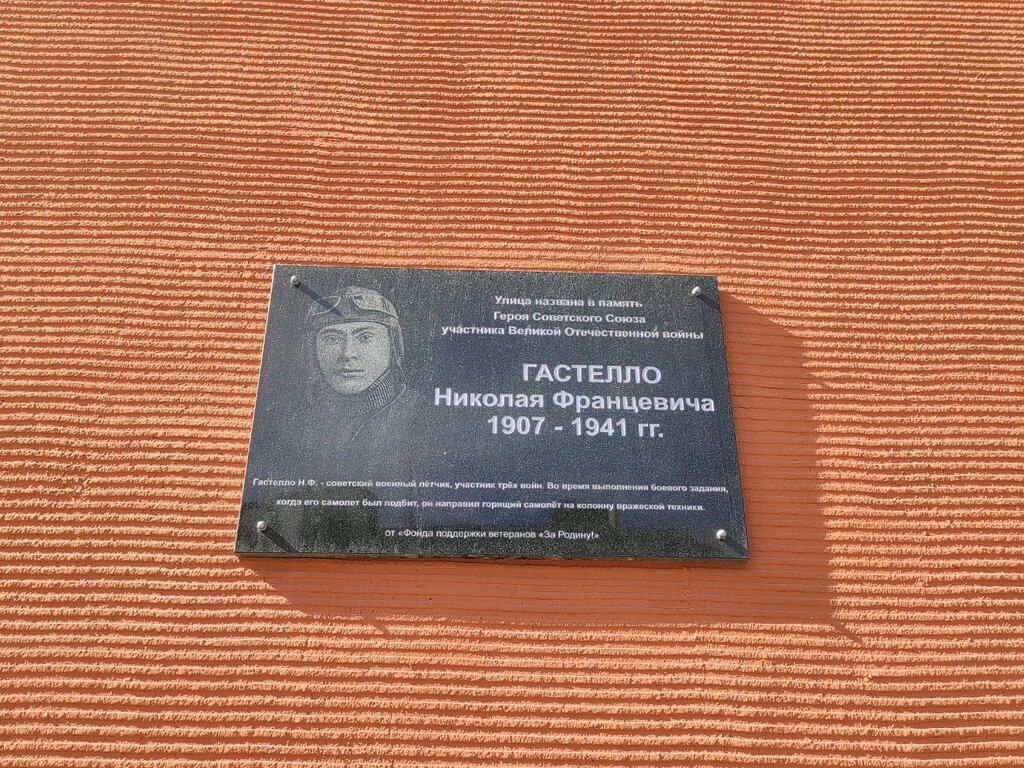 Улица названа в память
Героя Советского Союза
участника Великой Отечественной войны
ГАСТЕЛЛО
Николая Францевича
1907 - 1941 гг.
Гастелло Н.Ф. - советский военный лётчик, участник трёх войн. Во время выполнения боевого задания,
когда его самолет был подбит, он направил горящий самолёт на колонну вражеской техники.
от «Фонда поддержки ветеранов «За Родину!»